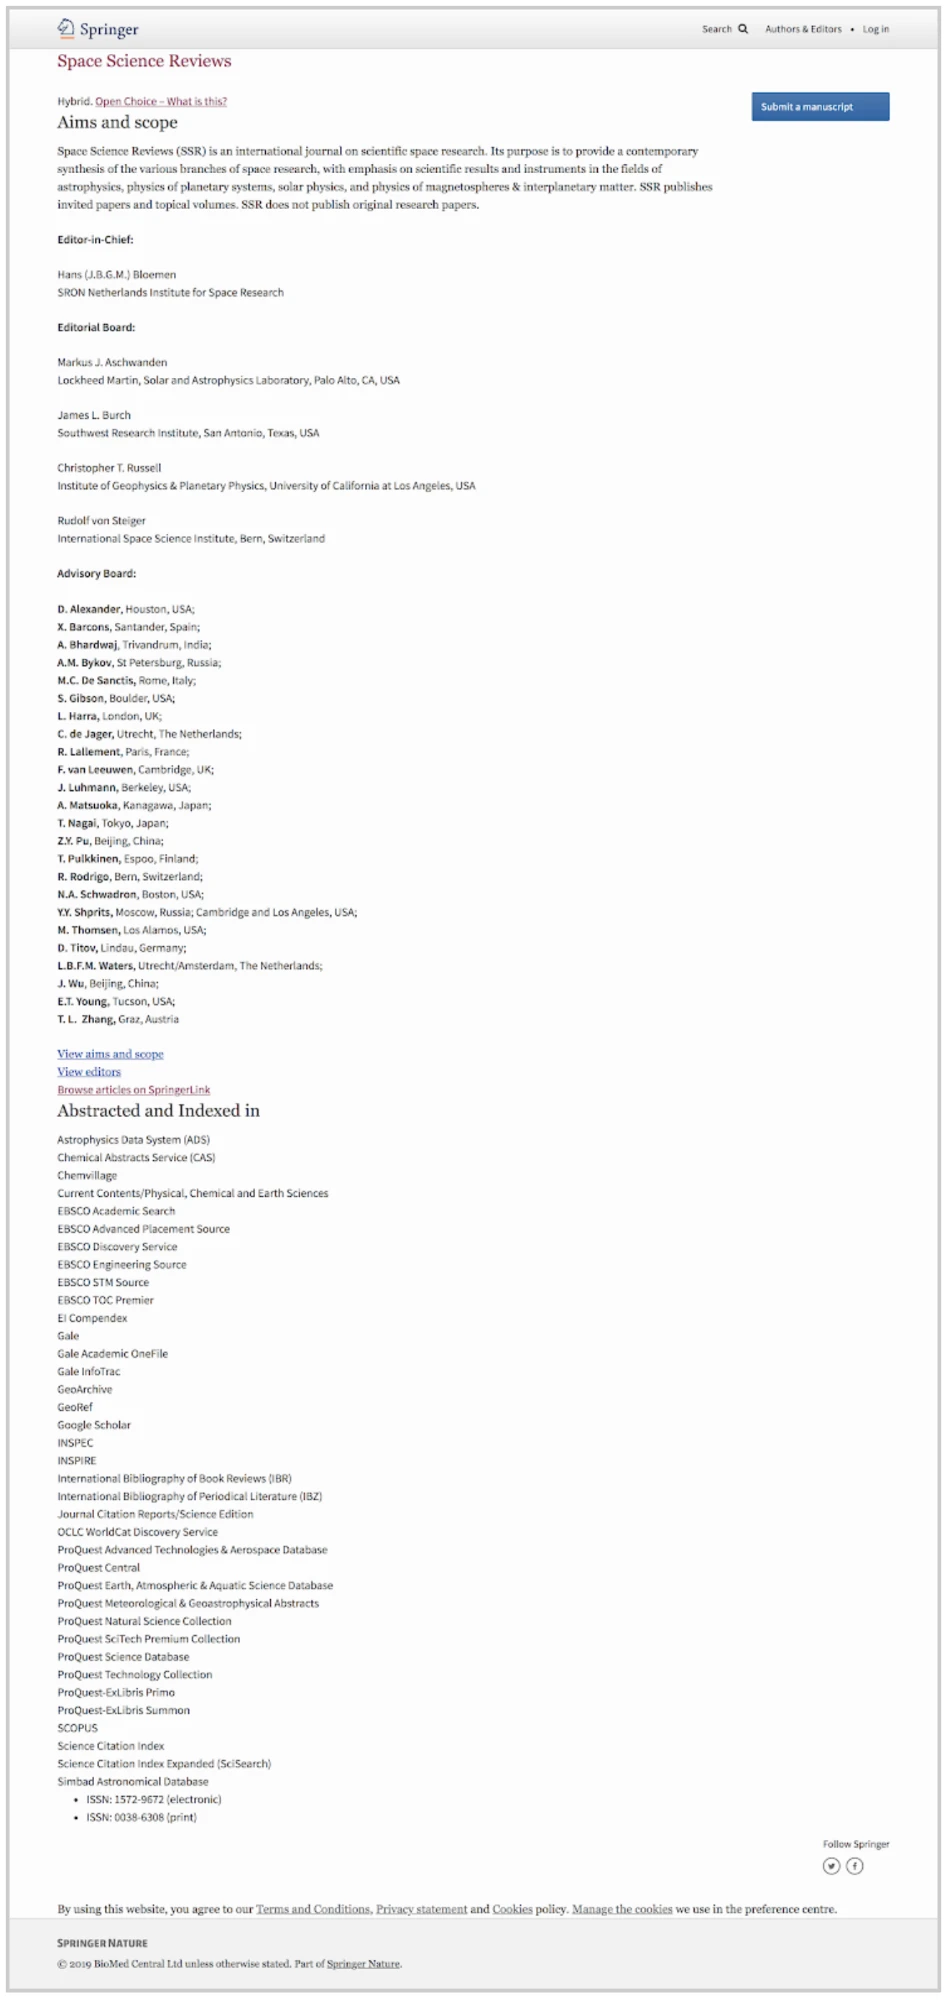 Springer
Search Authors & Editors • Log in
Space Science Reviews
Hybrid. Open Choice – What is this?
Submit a manuscript
Aims and scope
Space Science Reviews (SSR) is an international journal on scientific space research. Its purpose is to provide a contemporary
synthesis of the various branches of space research, with emphasis on scientific results and instruments in the fields of
astrophysics, physics of planetary systems, solar physics, and physics of magnetospheres & interplanetary matter. SSR publishes
invited papers and topical volumes. SSR does not publish original research papers.
Editor-in-Chief:
Hans (J.B.G.M.) Bloemen
SRON Netherlands Institute for Space Research
Editorial Board:
Markus J. Aschwanden
Lockheed Martin, Solar and Astrophysics Laboratory, Palo Alto, CA, USA
James L. Burch
Southwest Research Institute, San Antonio, Texas, USA
Christopher T. Russell
Institute of Geophysics & Planetary Physics, University of California at Los Angeles, USA
Rudolf von Steiger
International Space Science Institute, Bern, Switzerland
Advisory Board:
D. Alexander, Houston, USA;
X. Barcons, Santander, Spain;
A. Bhardwaj, Trivandrum, India;
A.M. Bykov, St Petersburg, Russia;
M.C. De Sanctis, Rome, Italy;
S. Gibson, Boulder, USA;
L. Harra, London, UK;
C. de Jager, Utrecht, The Netherlands;
R. Lallement, Paris, France;
F. van Leeuwen, Cambridge, UK;
J. Luhmann, Berkeley, USA;
A. Matsuoka, Kanagawa, Japan;
T. Nagai, Tokyo, Japan;
Z.Y. Pu, Beijing, China;
T. Pulkkinen, Espoo, Finland;
R. Rodrigo, Bern, Switzerland;
N.A. Schwadron, Boston, USA;
Y.Y. Shprits, Moscow, Russia; Cambridge and Los Angeles, USA;
M. Thomsen, Los Alamos, USA;
D. Titov, Lindau, Germany;
L.B.F.M. Waters, Utrecht/Amsterdam, The Netherlands;
J. Wu, Beijing, China;
E.T. Young, Tucson, USA;
T. L. Zhang, Graz, Austria
View aims and scope
View editors
Browse articles on SpringerLink
Abstracted and Indexed in
Astrophysics Data System (ADS)
Chemical Abstracts Service (CAS)
Chemvillage
Current Contents/Physical, Chemical and Earth Sciences
EBSCO Academic Search
EBSCO Advanced Placement Source
EBSCO Discovery Service
EBSCO Engineering Source
EBSCO STM Source
EBSCO TOC Premier
EI Compendex
Gale
Gale Academic OneFile
Gale InfoTrac
GeoArchive
GeoRef
Google Scholar
INSPEC
INSPIRE
International Bibliography of Book Reviews (IBR)
International Bibliography of Periodical Literature (IBZ)
Journal Citation Reports/Science Edition
OCLC WorldCat Discovery Service
ProQuest Advanced Technologies & Aerospace Database
ProQuest Central
ProQuest Earth, Atmospheric & Aquatic Science Database
ProQuest Meteorological & Geoastrophysical Abstracts
ProQuest Natural Science Collection
ProQuest SciTech Premium Collection
ProQuest Science Database
ProQuest Technology Collection
ProQuest-ExLibris Primo
ProQuest-ExLibris Summon
SCOPUS
Science Citation Index
Science Citation Index Expanded (SciSearch)
Simbad Astronomical Database
• ISSN: 1572-9672 (electronic)
• ISSN: 0038-6308 (print)
Follow Springer
By using this website, you agree to our Terms and Conditions, Privacy statement and Cookies policy. Manage the cookies we use in the preference centre.
SPRINGER NATURE
© 2019 BioMed Central Ltd unless otherwise stated. Part of Springer Nature.